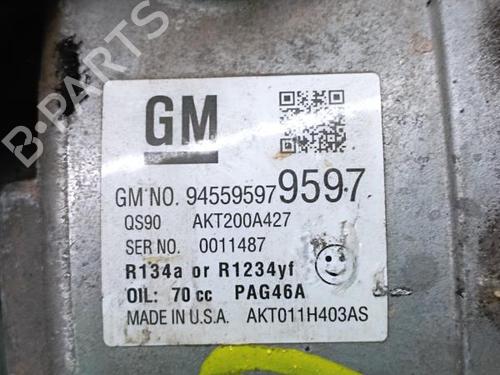 B-PARTS
GM
GM NO. 94559597 9597
QS90 AKT200A427
SER NO. 0011487
R134a or R1234yf
OIL: 70 cc PAG46A
MADE IN U.S.A. AKT011H403AS